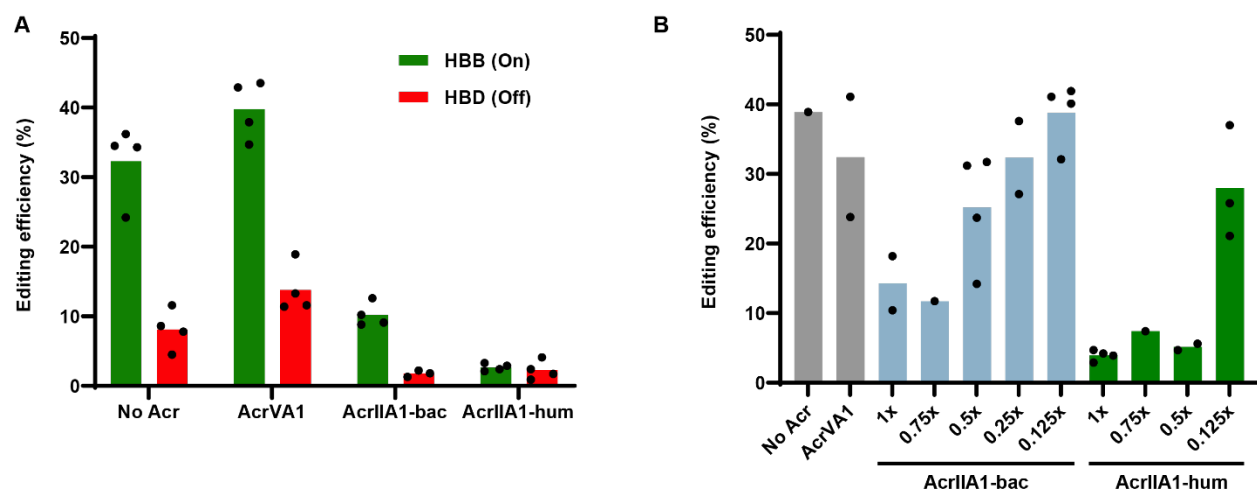 A
Editing efficiency (%)
50
40
30
20
10
0
HBB (On)
HBD (Off)
No Acr
AcrVA1
AcrIIA1-bac
AcrIIA1-hum
B
Editing efficiency (%)
50
40
30
20
10
0
No Acr
AcrVA1
1x
0.75x
0.5x
0.25x
0.125x
1x
0.75x
0.5x
0.125x
AcrIIA1-bac
AcrIIA1-hum